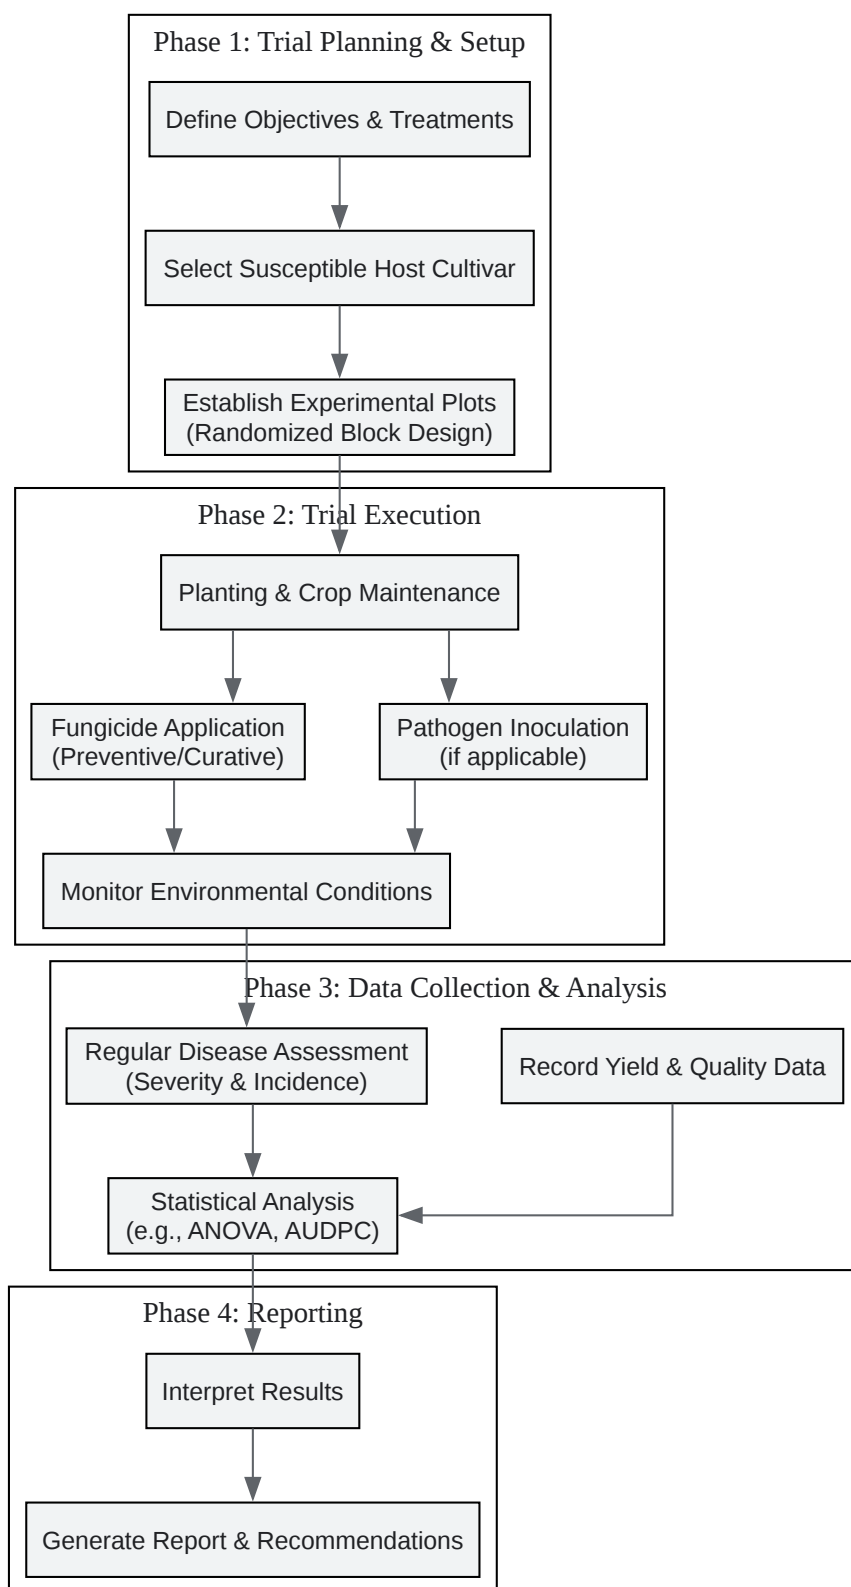 Phase 1: Trial Planning & Setup
Define Objectives & Treatments
Select Susceptible Host Cultivar
Establish Experimental Plots
(Randomized Block Design)
Phase 2: Trial Execution
Planting & Crop Maintenance
Fungicide Application
(Preventive/Curative)
Pathogen Inoculation
(if applicable)
Monitor Environmental Conditions
Phase 3: Data Collection & Analysis
Regular Disease Assessment
(Severity & Incidence)
Record Yield & Quality Data
Statistical Analysis
(e.g., ANOVA, AUDPC)
Phase 4: Reporting
Interpret Results
Generate Report & Recommendations